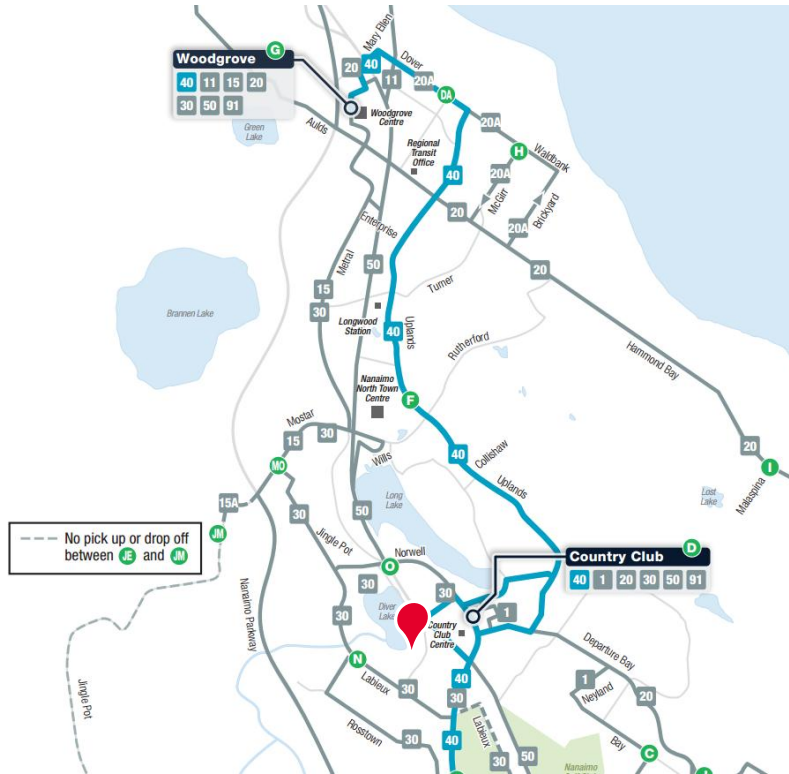 Mary Ellen
Dover
Woodgrove
G
40 11 15 20
30 50 91
20
40
11
20A
DA
Woodgrove
Centre
Green
Lake
Aulds
Regional
Transit
Office
20A
H
Waldbank
40
20A
McGirr
Brickyard
20A
20
20
Enterprise
Metral
50
15
30
Turner
Brannen Lake
Longwood
Station
40
Uplands
Rutherford
Hammond Bay
Nanaimo
North Town
Centre
F
Mostar
15
30
Wills
40
Collishaw
Uplands
20
I
Malaspina
Lost
Lake
MO
15A
JM
No pick up or drop off
between JE and JM
30
Long
Lake
50
Jingle Pot
Norwell
O
Country Club
D
40 1 20 30 50 91
30
30
30
1
Diver
Lake
Country
Club
Centre
Nanaimo Parkway
N
Labieux
30
40
30
Departure Bay
1
Neyland
20
Jingle Pot
Rosstown
30
40
Labieux
30
50
Bay
C
Nanaimo